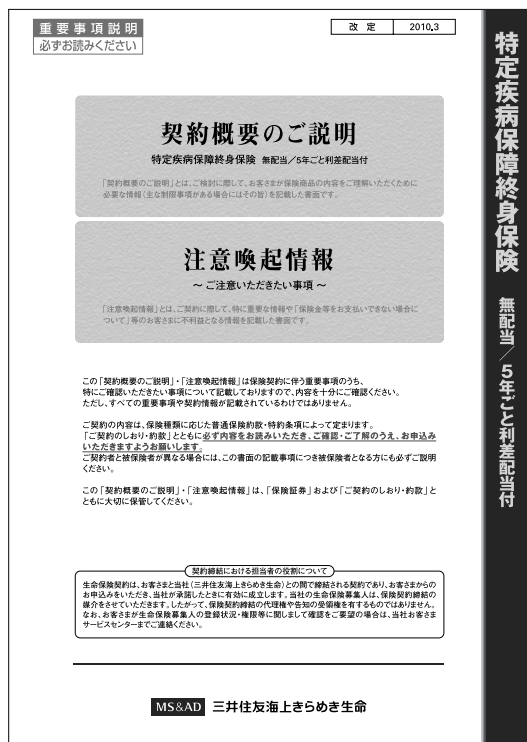 重要事項説明
必ずお読みください
改 定 2010.3
契約概要のご説明
特定疾病保障終身保険 無配当／5年ごと利差配当付
「契約概要のご説明」とは、ご検討に際して、お客さまが保険商品の内容をご理解いただくために
必要な情報（主な制限事項がある場合にはその旨）を記載した書面です。
注意喚起情報
～ ご注意いただきたい事項 ～
「注意喚起情報」とは、ご契約に際して、特に重要な情報や「保険金等をお支払いできない場合に
ついて」等のお客さまに不利益となる情報を記載した書面です。
この「契約概要のご説明」・「注意喚起情報」は保険契約に伴う重要事項のうち、
特にご確認いただきたい事項について記載しておりますので、内容を十分にご確認ください。
ただし、すべての重要事項や契約情報が記載されているわけではありません。
ご契約の内容は、保険種類に応じた普通保険約款・特約条項によって定まります。
「ご契約のしおり・約款」とともに必ず内容をお読みいただき、ご確認・ご了解のうえ、お申込み
いただきますようお願いします。
ご契約者と被保険者が異なる場合には、この書面の記載事項につき被保険者となる方にも必ずご説明
ください。
この「契約概要のご説明」・「注意喚起情報」は、「保険証券」および「ご契約のしおり・約款」と
ともに大切に保管してください。
契約締結における担当者の役割について
生命保険契約は、お客さまと当社（三井住友海上きらめき生命）との間で締結される契約であり、お客さまからの
お申込みをいただき、当社が承諾したときに有効に成立します。当社の生命保険募集人は、保険契約締結の
媒介をさせていただきます。したがって、保険契約締結の代理権や告知の受領権を有するものではありません。
なお、お客さまが生命保険募集人の登録状況・権限等に関しまして確認をご要望の場合は、当社お客さま
サービスセンターまでご連絡ください。
MS&AD 三井住友海上きらめき生命
特定疾病保障終身保険 無配当／5年ごと利差配当付